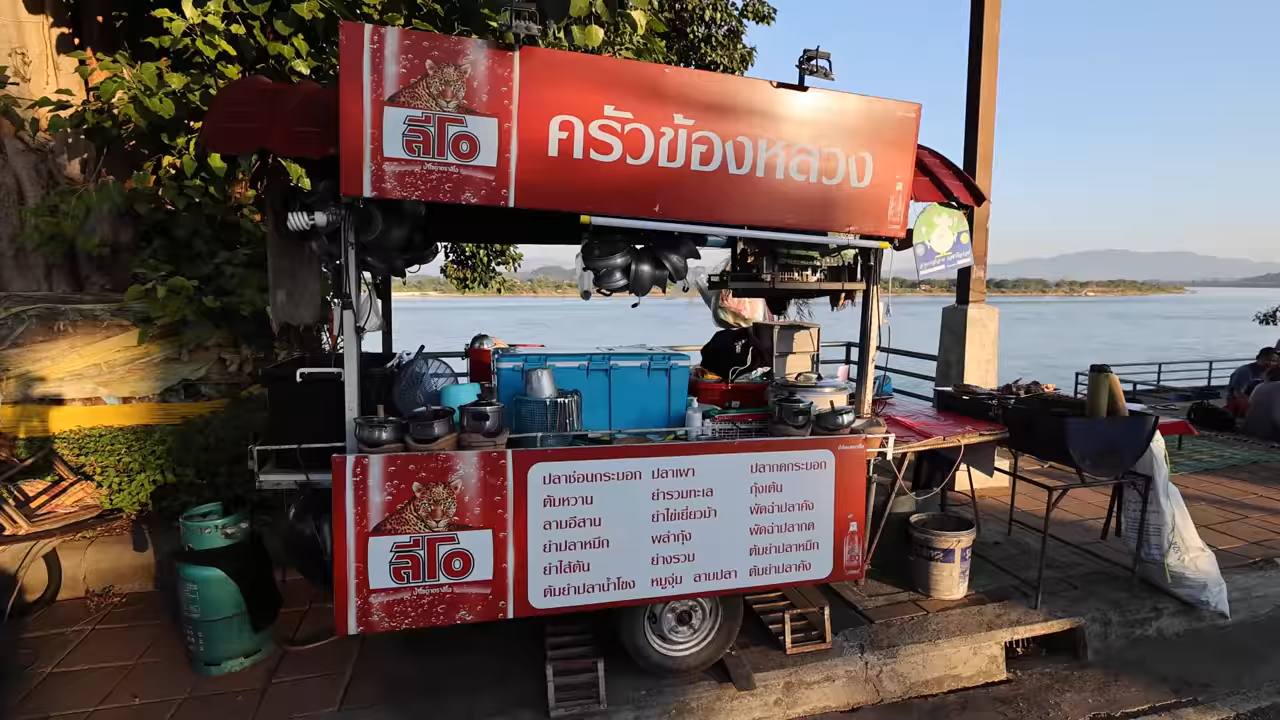 ลีโอ
ครัวข้องหลวง
ปลาช่อนกระบอก ปลาเผา ปลากดกระบอก
ต้มหวาน ยำรวมทะเล กุ้งเต้น
ลาบอีสาน ยำไข่เยี่ยวม้า ผัดฉ่าปลาคัง
ยำปลาหมึก พล่ากุ้ง ผัดฉ่าปลากด
ยำไส้ตัน ย่างรวม ต้มยำปลาหมึก
ต้มยำปลาน้ำโขง หมูจุ่ม ลาบปลา ต้มยำปลาคัง
ลีโอ